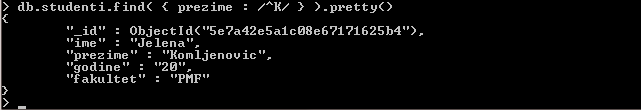 > db.studenti.find( { prezime : /^K/ } ).pretty()
{
        "_id" : ObjectId("5e7a42e5a1c08e67171625b4"),
        "ime" : "Jelena",
        "prezime" : "Komljenovic",
        "godine" : "20",
        "fakultet" : "PMF"
}
> _